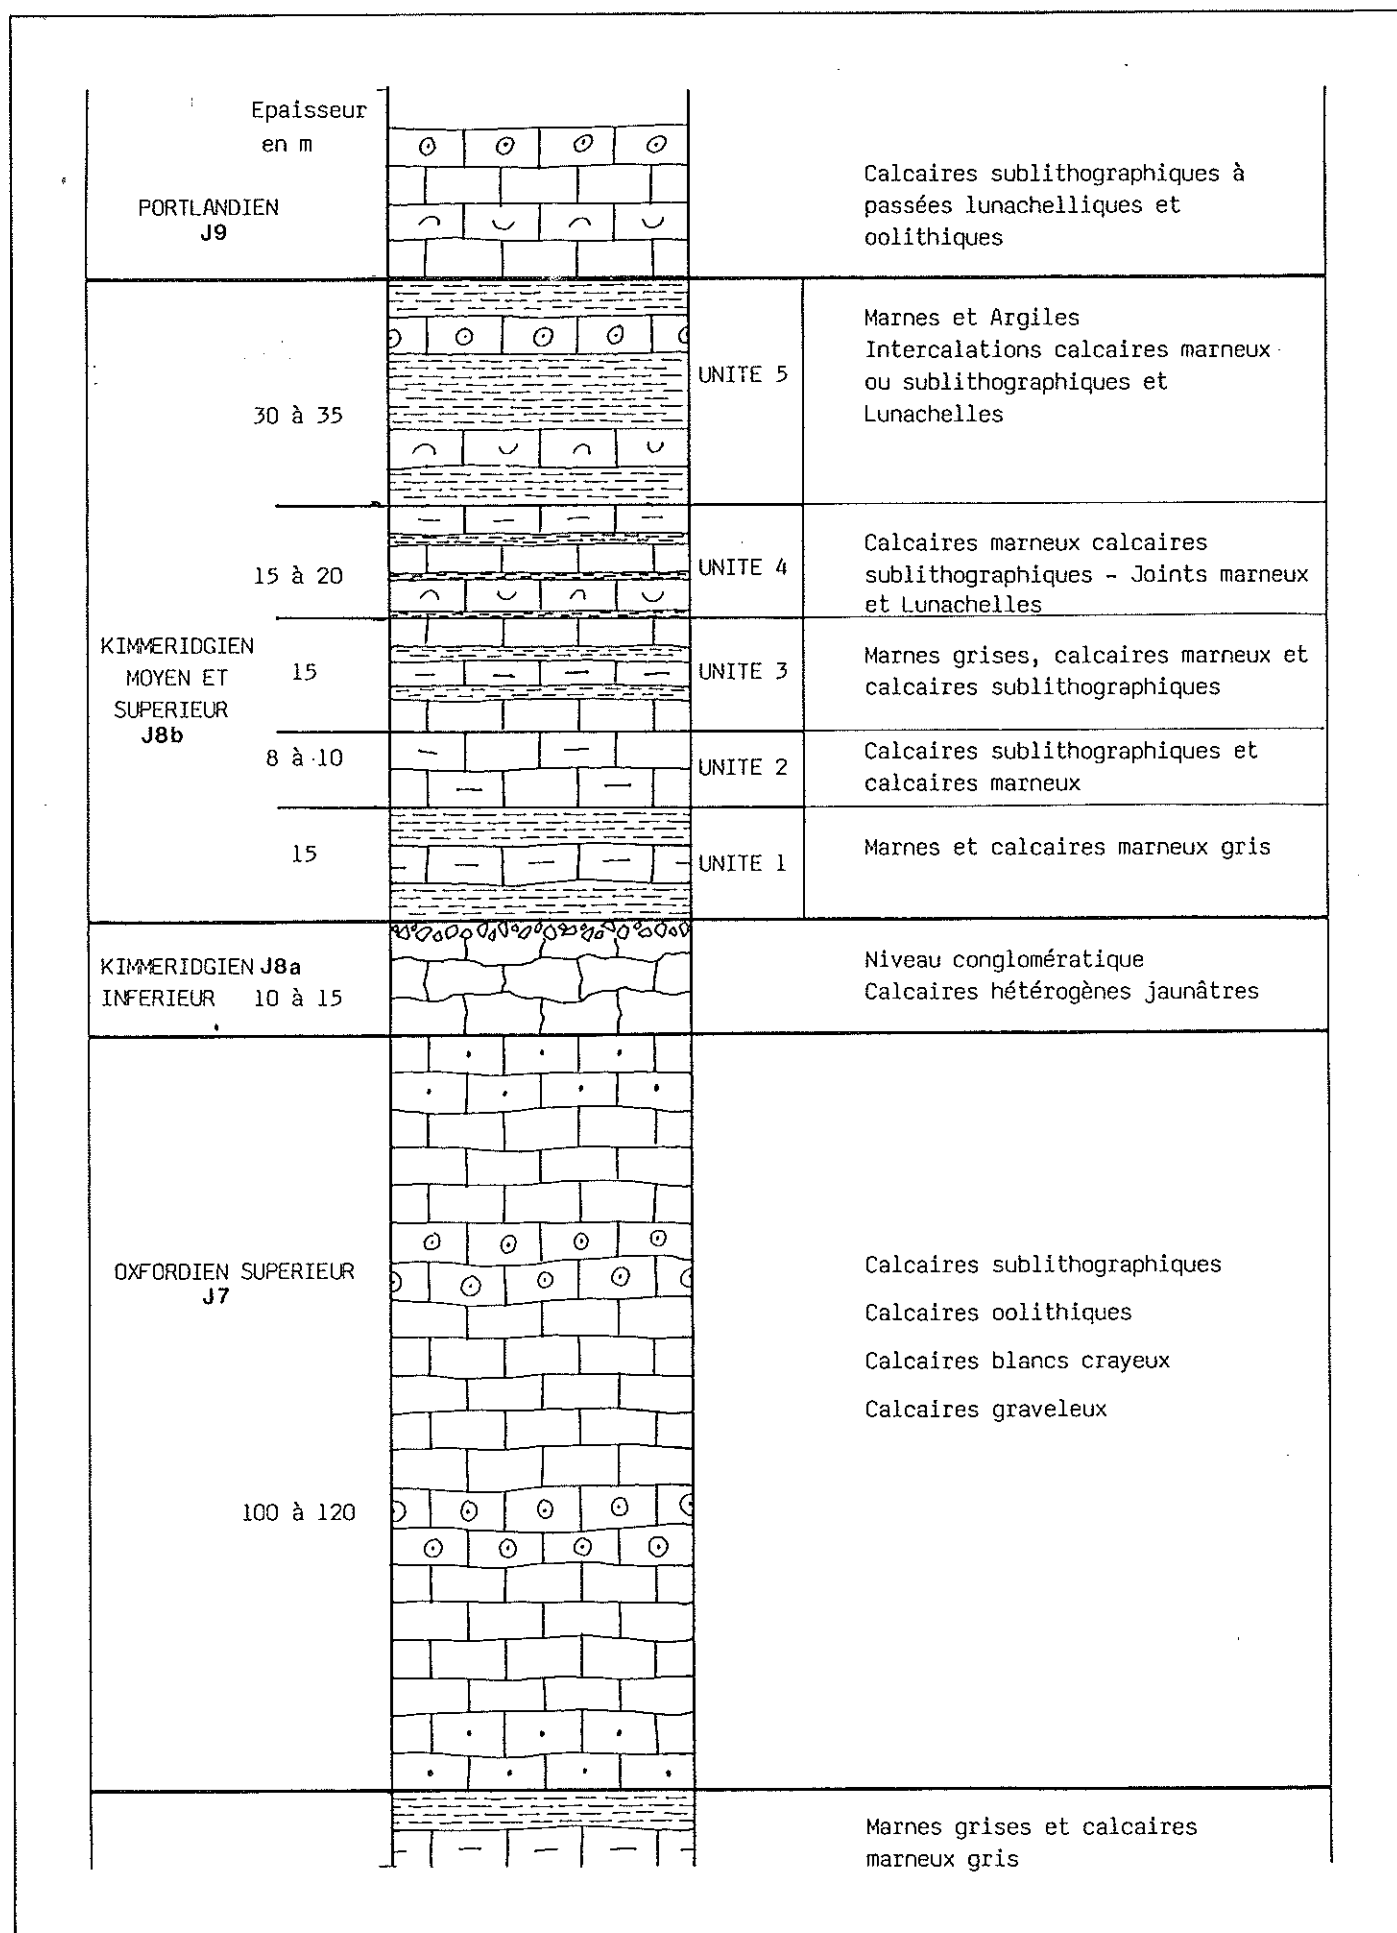 Epaisseur
en m
PORTLANDIEN
J9
Calcaires sublithographiques à
passées lunachelliques et
oolithiques
30 à 35
UNITE 5
Marnes et Argiles
Intercalations calcaires marneux
ou sublithographiques et
Lunachelles
15 à 20
UNITE 4
Calcaires marneux calcaires
sublithographiques - Joints marneux
et Lunachelles
KIMMERIDGIEN
MOYEN ET
SUPERIEUR
J8b
15
UNITE 3
Marnes grises, calcaires marneux et
calcaires sublithographiques
8 à 10
UNITE 2
Calcaires sublithographiques et
calcaires marneux
15
UNITE 1
Marnes et calcaires marneux gris
KIMMERIDGIEN J8a
INFERIEUR 10 à 15
Niveau conglomératique
Calcaires hétérogènes jaunâtres
OXFORDIEN SUPERIEUR
J7
100 à 120
Calcaires sublithographiques
Calcaires oolithiques
Calcaires blancs crayeux
Calcaires graveleux
Marnes grises et calcaires
marneux gris